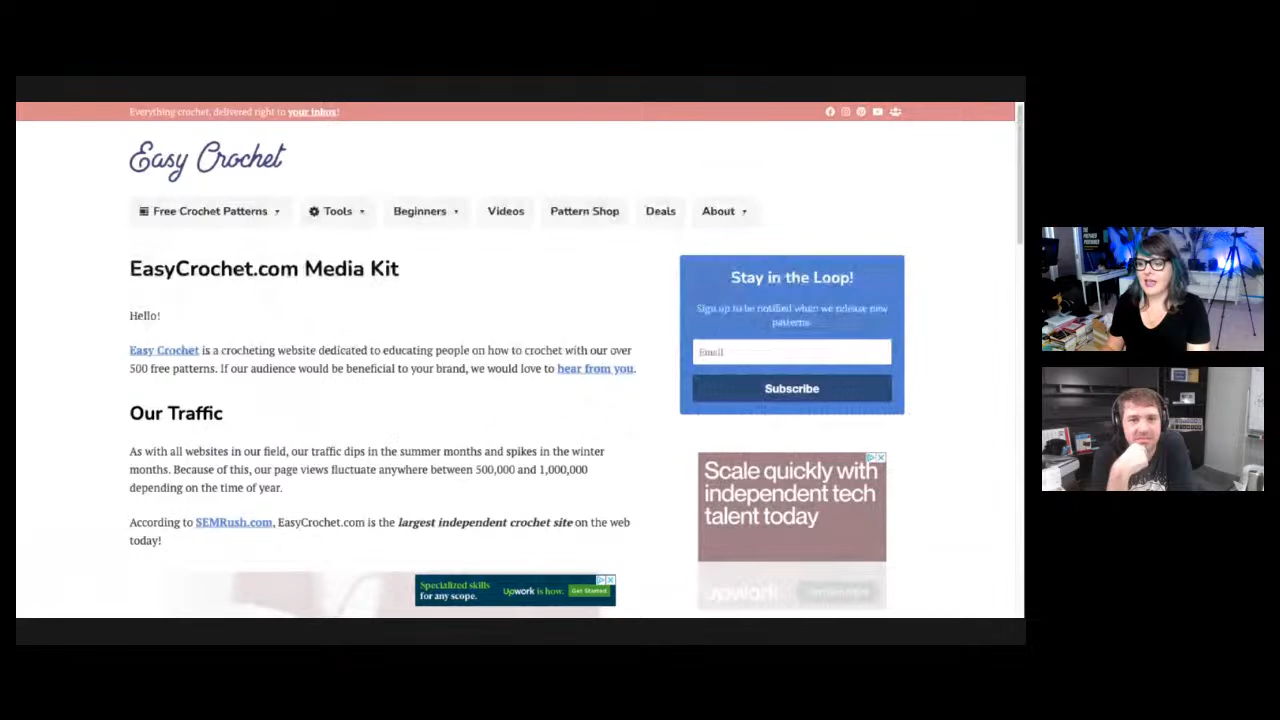 Everything crochet, delivered right to your inbox!
Easy Crochet
Free Crochet Patterns
Tools
Beginners
Videos
Pattern Shop
Deals
About
EasyCrochet.com Media Kit
Hello!
Easy Crochet is a crocheting website dedicated to educating people on how to crochet with our over
500 free patterns. If our audience would be beneficial to your brand, we would love to hear from you.
Our Traffic
As with all websites in our field, our traffic dips in the summer months and spikes in the winter
months. Because of this, our page views fluctuate anywhere between 500,000 and 1,000,000
depending on the time of year.
According to SEMRush.com, EasyCrochet.com is the largest independent crochet site on the web
today!
Stay in the Loop!
Sign up to be notified when we release new
patterns.
Email
Subscribe
Scale quickly with
independent tech
talent today
upwork
Specialized skills
for any scope.
Upwork is how.
Get Started